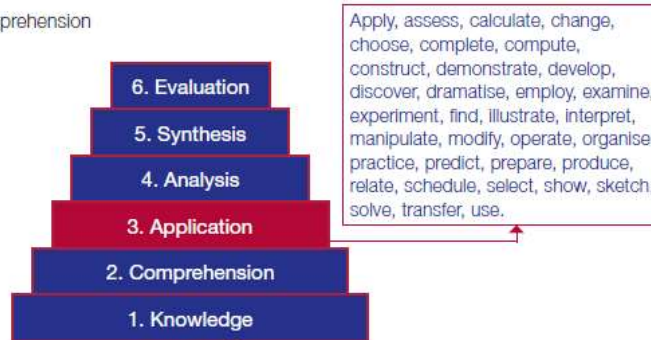 prehension
Apply, assess, calculate, change,
choose, complete, compute,
construct, demonstrate, develop,
discover, dramatise, employ, examine,
experiment, find, illustrate, interpret,
manipulate, modify, operate, organise
practice, predict, prepare, produce,
relate, schedule, select, show, sketch
solve, transfer, use.
6. Evaluation
5. Synthesis
4. Analysis
3. Application
2. Comprehension
1. Knowledge